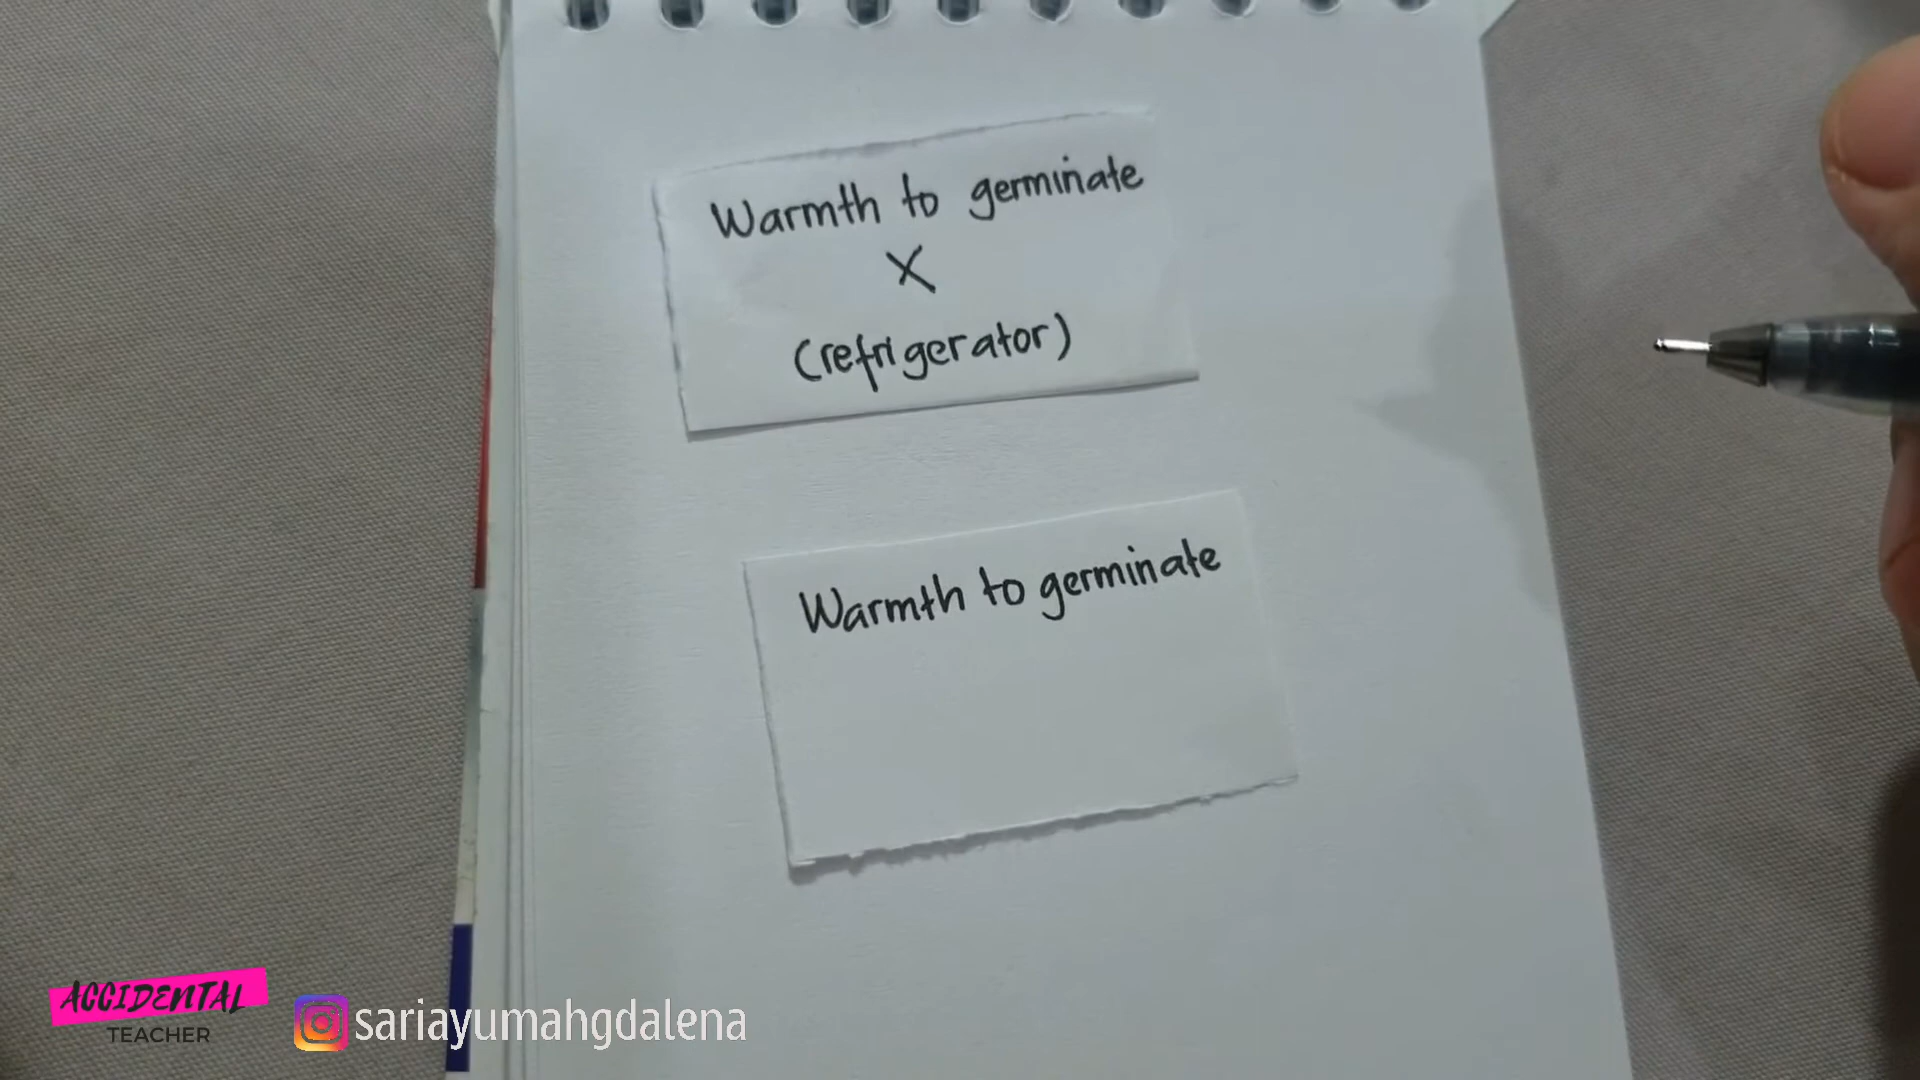 Warmth to germinate
X
(refrigerator)
Warmth to germinate
ACCIDENTAL
TEACHER
sariayumahgdalena